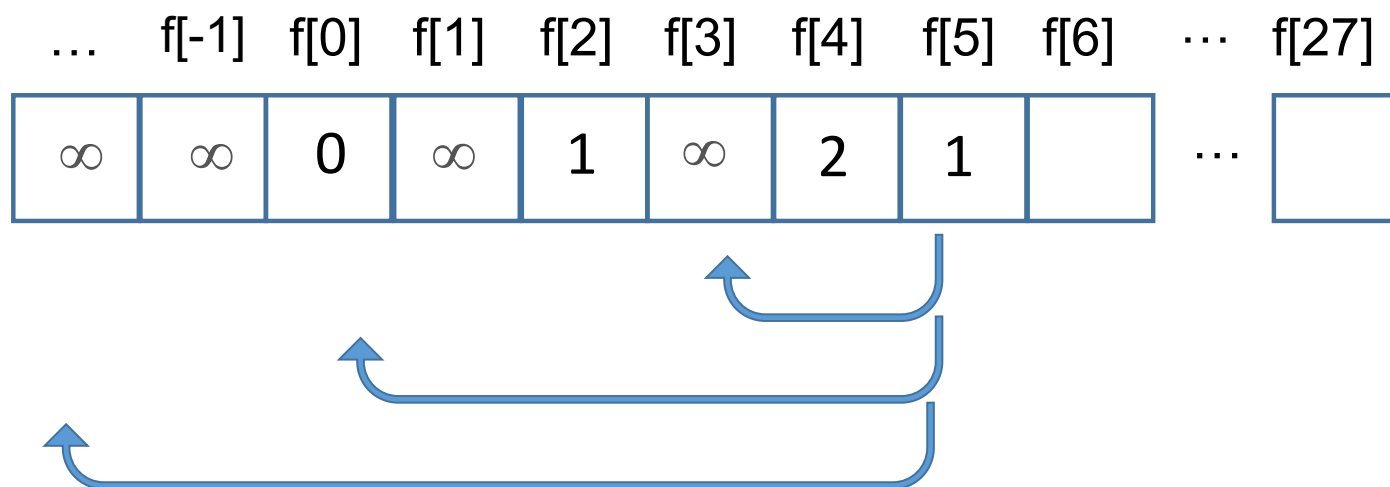 … f[-1] f[0] f[1] f[2] f[3] f[4] f[5] f[6] … f[27]
∞ ∞ 0 ∞ 1 ∞ 2 1 …